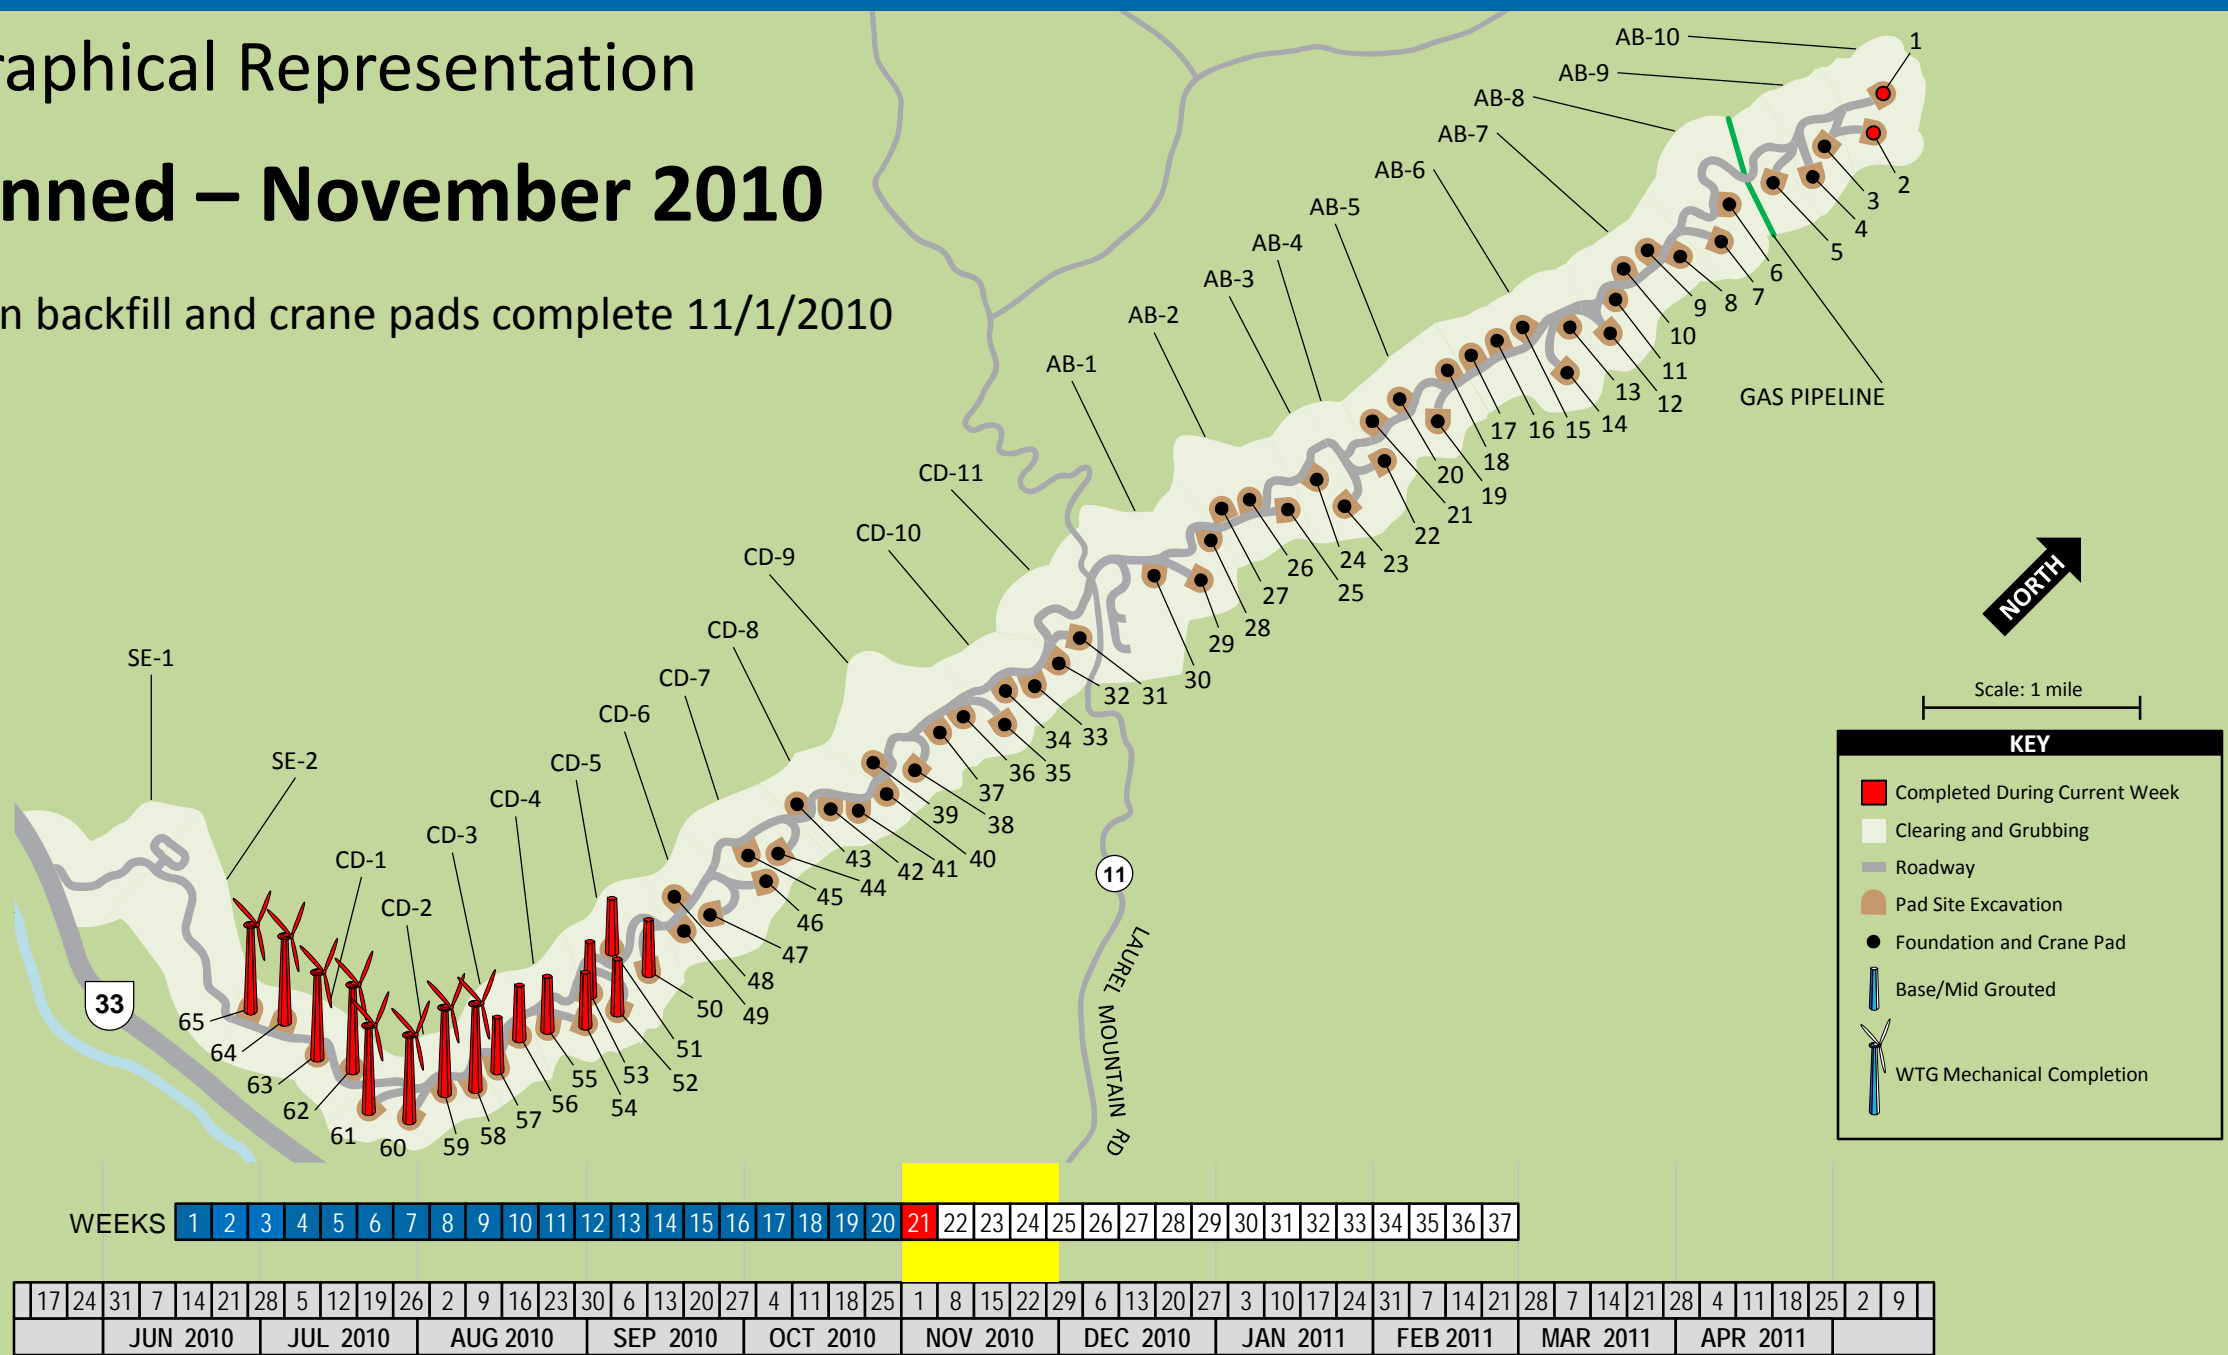 raphical Representation
nned – November 2010
n backfill and crane pads complete 11/1/2010
AB-10
AB-9
AB-8
AB-7
AB-6
AB-5
AB-4
AB-3
AB-2
AB-1
CD-11
CD-10
CD-9
CD-8
CD-7
CD-6
CD-5
CD-4
CD-3
CD-2
CD-1
SE-2
SE-1
1
2
3
4
5
6
7
8
9
10
11
12
13
14
15
16
17
18
19
20
21
22
23
24
25
26
27
28
29
30
31
32
33
34
35
36
37
38
39
40
41
42
43
44
45
46
47
48
49
50
51
52
53
54
55
56
57
58
59
60
61
62
63
64
65
GAS PIPELINE
33
11
LAUREL MOUNTAIN RD
NORTH
Scale: 1 mile
KEY
Completed During Current Week
Clearing and Grubbing
Roadway
Pad Site Excavation
Foundation and Crane Pad
Base/Mid Grouted
WTG Mechanical Completion
WEEKS 1 2 3 4 5 6 7 8 9 10 11 12 13 14 15 16 17 18 19 20 21 22 23 24 25 26 27 28 29 30 31 32 33 34 35 36 37
17 24 31 7 14 21 28 5 12 19 26 2 9 16 23 30 6 13 20 27 4 11 18 25 1 8 15 22 29 6 13 20 27 3 10 17 24 31 7 14 21 28 7 14 21 28 4 11 18 25 2 9
JUN 2010 JUL 2010 AUG 2010 SEP 2010 OCT 2010 NOV 2010 DEC 2010 JAN 2011 FEB 2011 MAR 2011 APR 2011